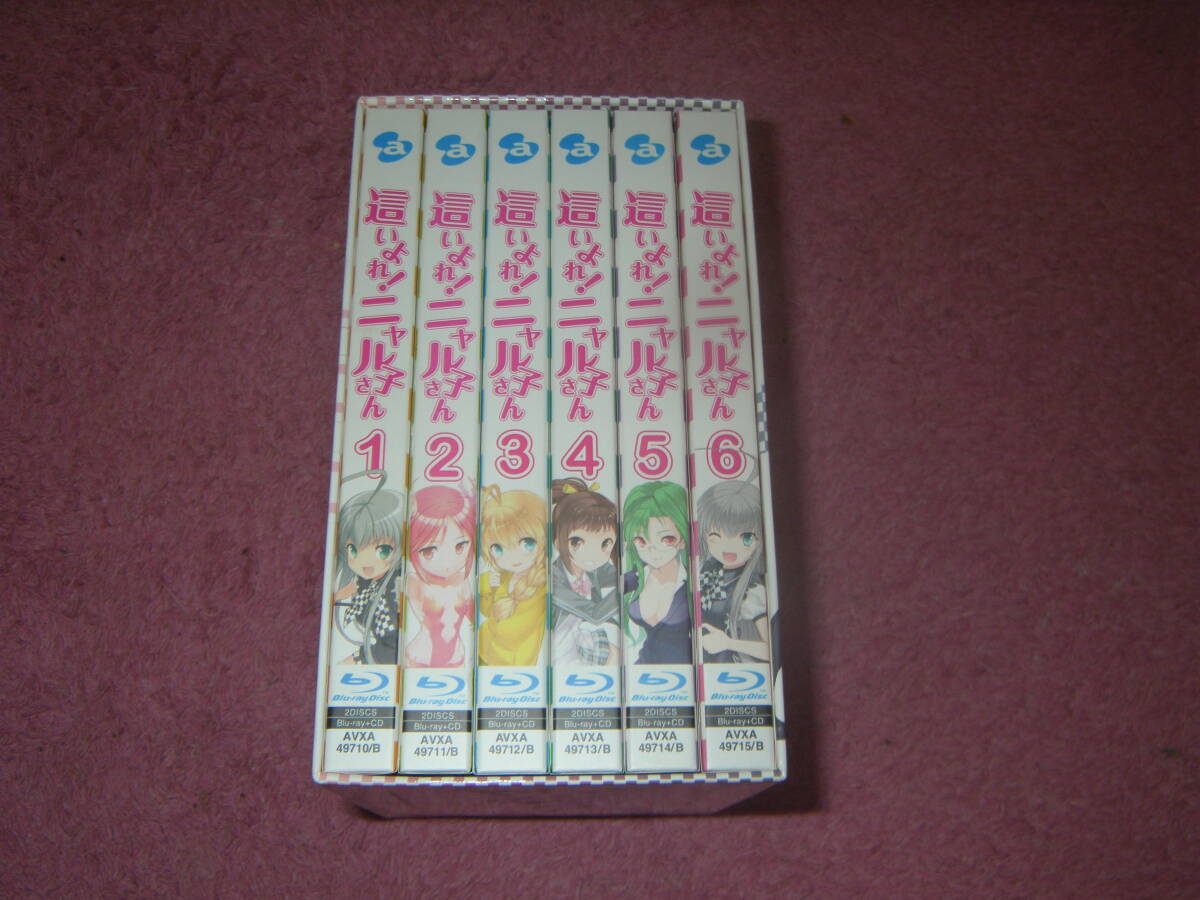 a
這いよれ!ニャル子さん
1
Blu-ray Disc
2DISCS
Blu-ray+CD
AVXA
49710/B
a
這いよれ!ニャル子さん
2
Blu-ray Disc
2DISCS
Blu-ray+CD
AVXA
49711/B
a
這いよれ!ニャル子さん
3
Blu-ray Disc
2DISCS
Blu-ray+CD
AVXA
49712/B
a
這いよれ!ニャル子さん
4
Blu-ray Disc
2DISCS
Blu-ray+CD
AVXA
49713/B
a
這いよれ!ニャル子さん
5
Blu-ray Disc
2DISCS
Blu-ray+CD
AVXA
49714/B
a
這いよれ!ニャル子さん
6
Blu-ray Disc
2DISCS
Blu-ray+CD
AVXA
49715/B